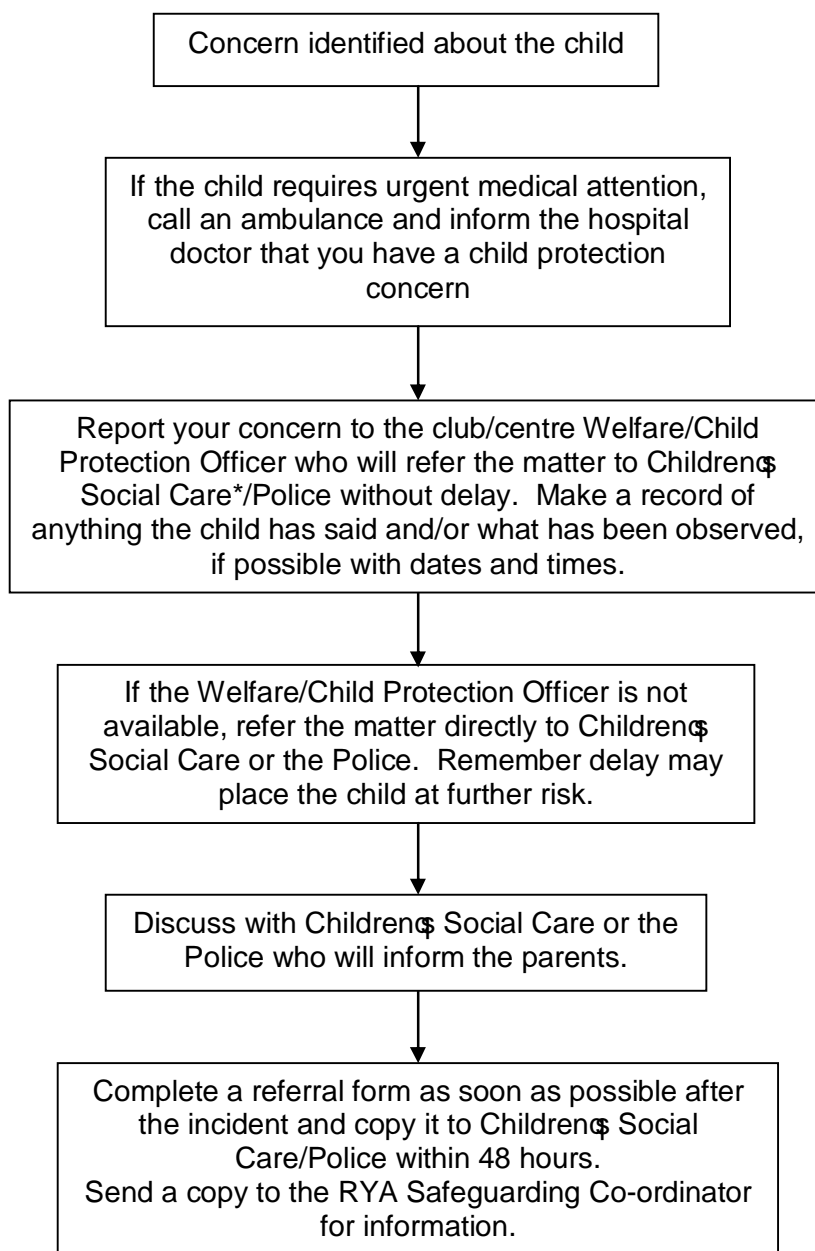 Concern identified about the child
If the child requires urgent medical attention,
call an ambulance and inform the hospital
doctor that you have a child protection
concern
Report your concern to the club/centre Welfare/Child
Protection Officer who will refer the matter to Childrenqs
Social Care*/Police without delay.  Make a record of
anything the child has said and/or what has been observed,
if possible with dates and times.
If the Welfare/Child Protection Officer is not
available, refer the matter directly to Childrenqs
Social Care or the Police.  Remember delay may
place the child at further risk.
Discuss with Childrenqs Social Care or the
Police who will inform the parents.
Complete a referral form as soon as possible after
the incident and copy it to Childrenqs Social
Care/Police within 48 hours.
Send a copy to the RYA Safeguarding Co-ordinator
for information.